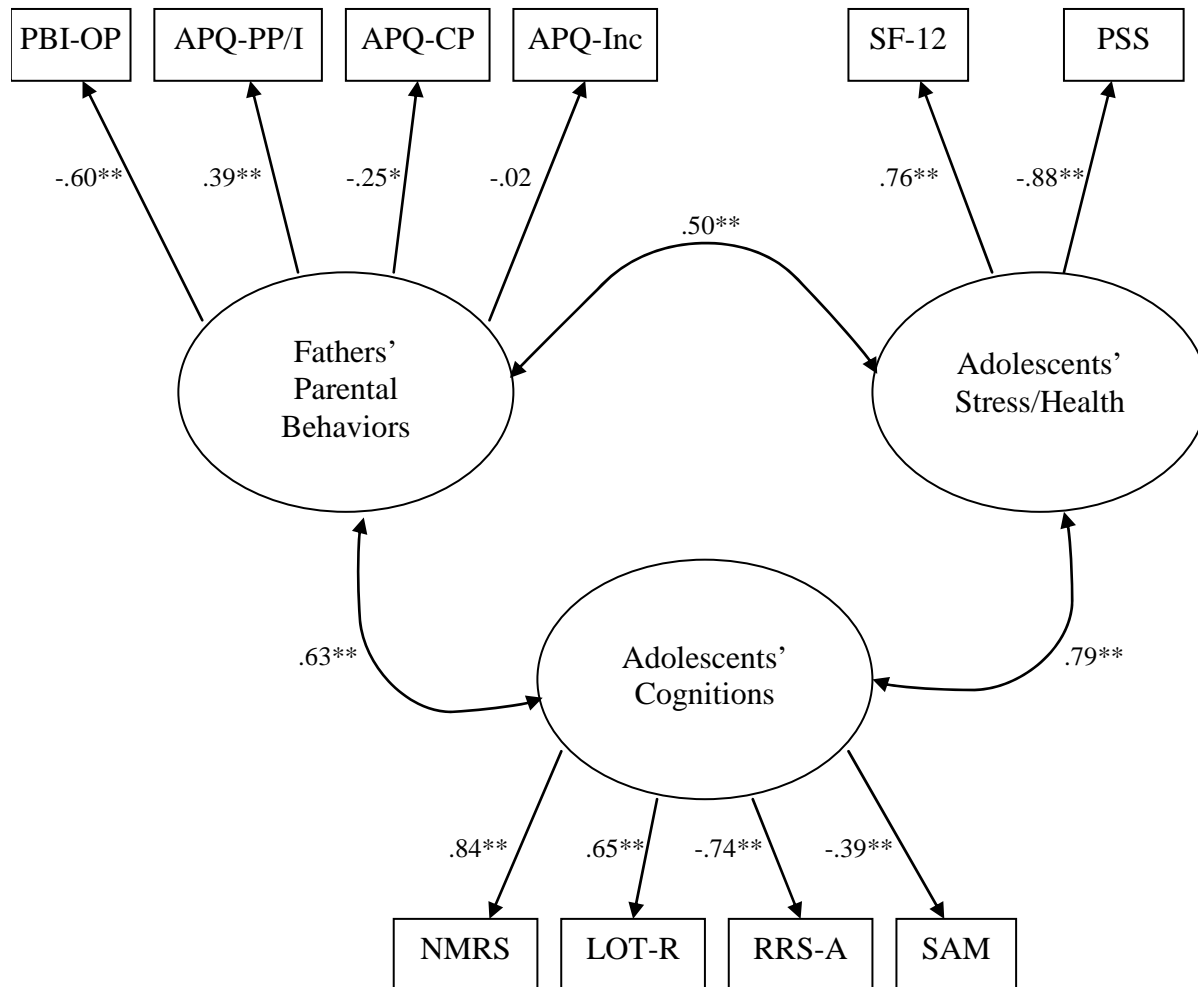 PBI-OP APQ-PP/I APQ-CP APQ-Inc SF-12 PSS
-.60** .39** -.25* -.02 .76** -.88**
.50**
Fathers’
Parental
Behaviors
Adolescents’
Stress/Health
.63** .79**
Adolescents’
Cognitions
.84** .65** -.74** -.39**
NMRS LOT-R RRS-A SAM